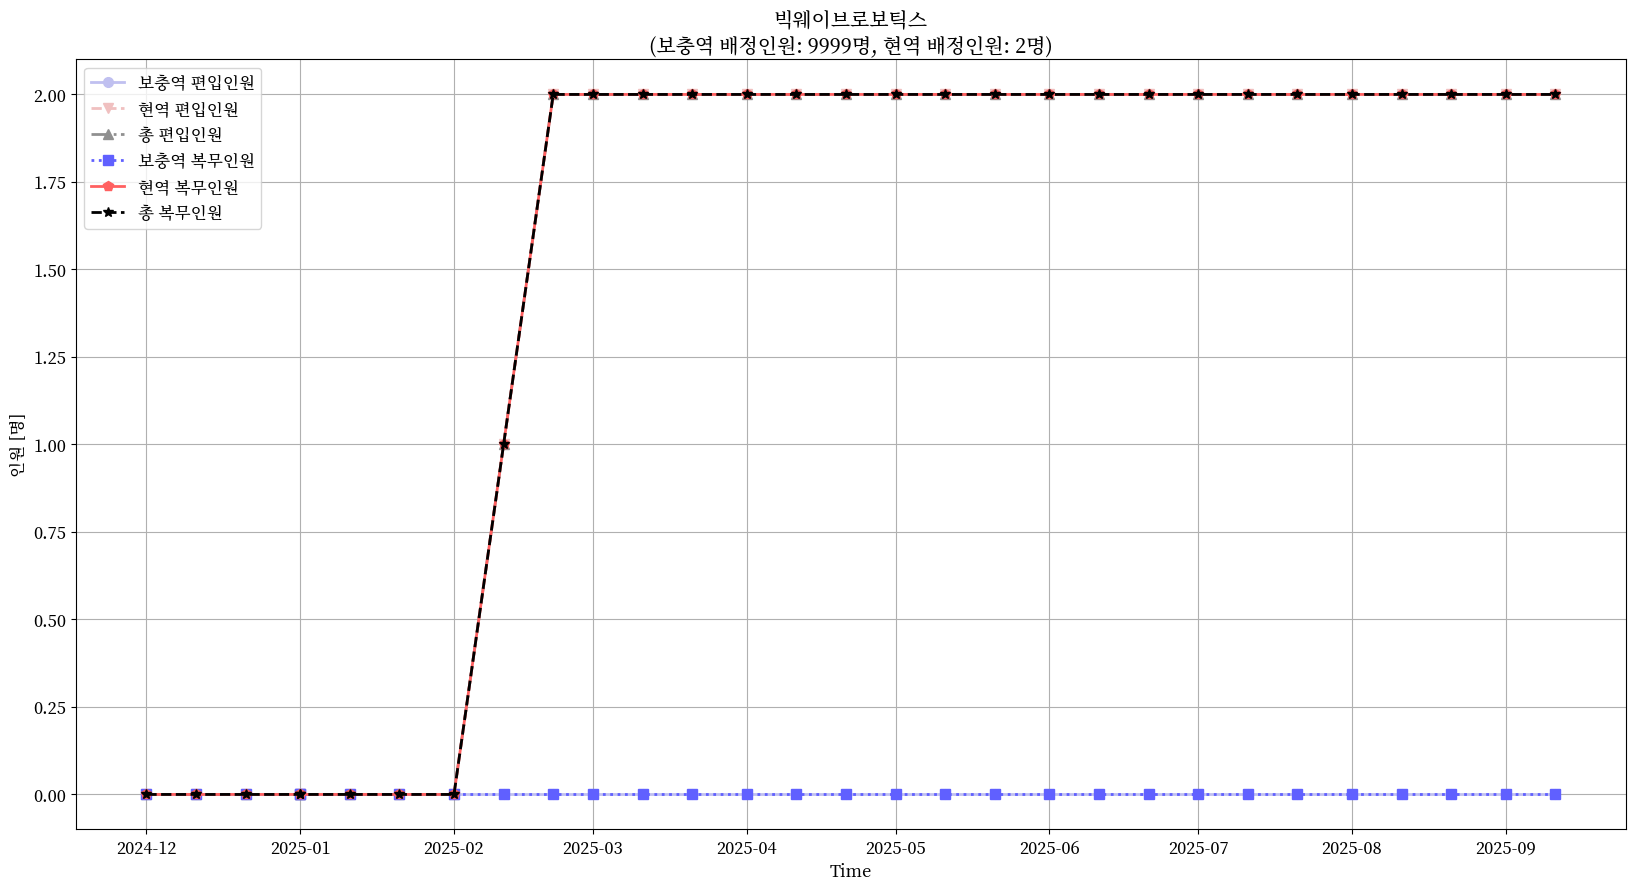 빅웨이브로보틱스
(보충역 배정인원: 9999명, 현역 배정인원: 2명)
보충역 편입인원
현역 편입인원
총 편입인원
보충역 복무인원
현역 복무인원
총 복무인원
2.00
1.75
1.50
1.25
1.00
0.75
0.50
0.25
0.00
인원 [명]
2024-12 2025-01 2025-02 2025-03 2025-04 2025-05 2025-06 2025-07 2025-08 2025-09
Time